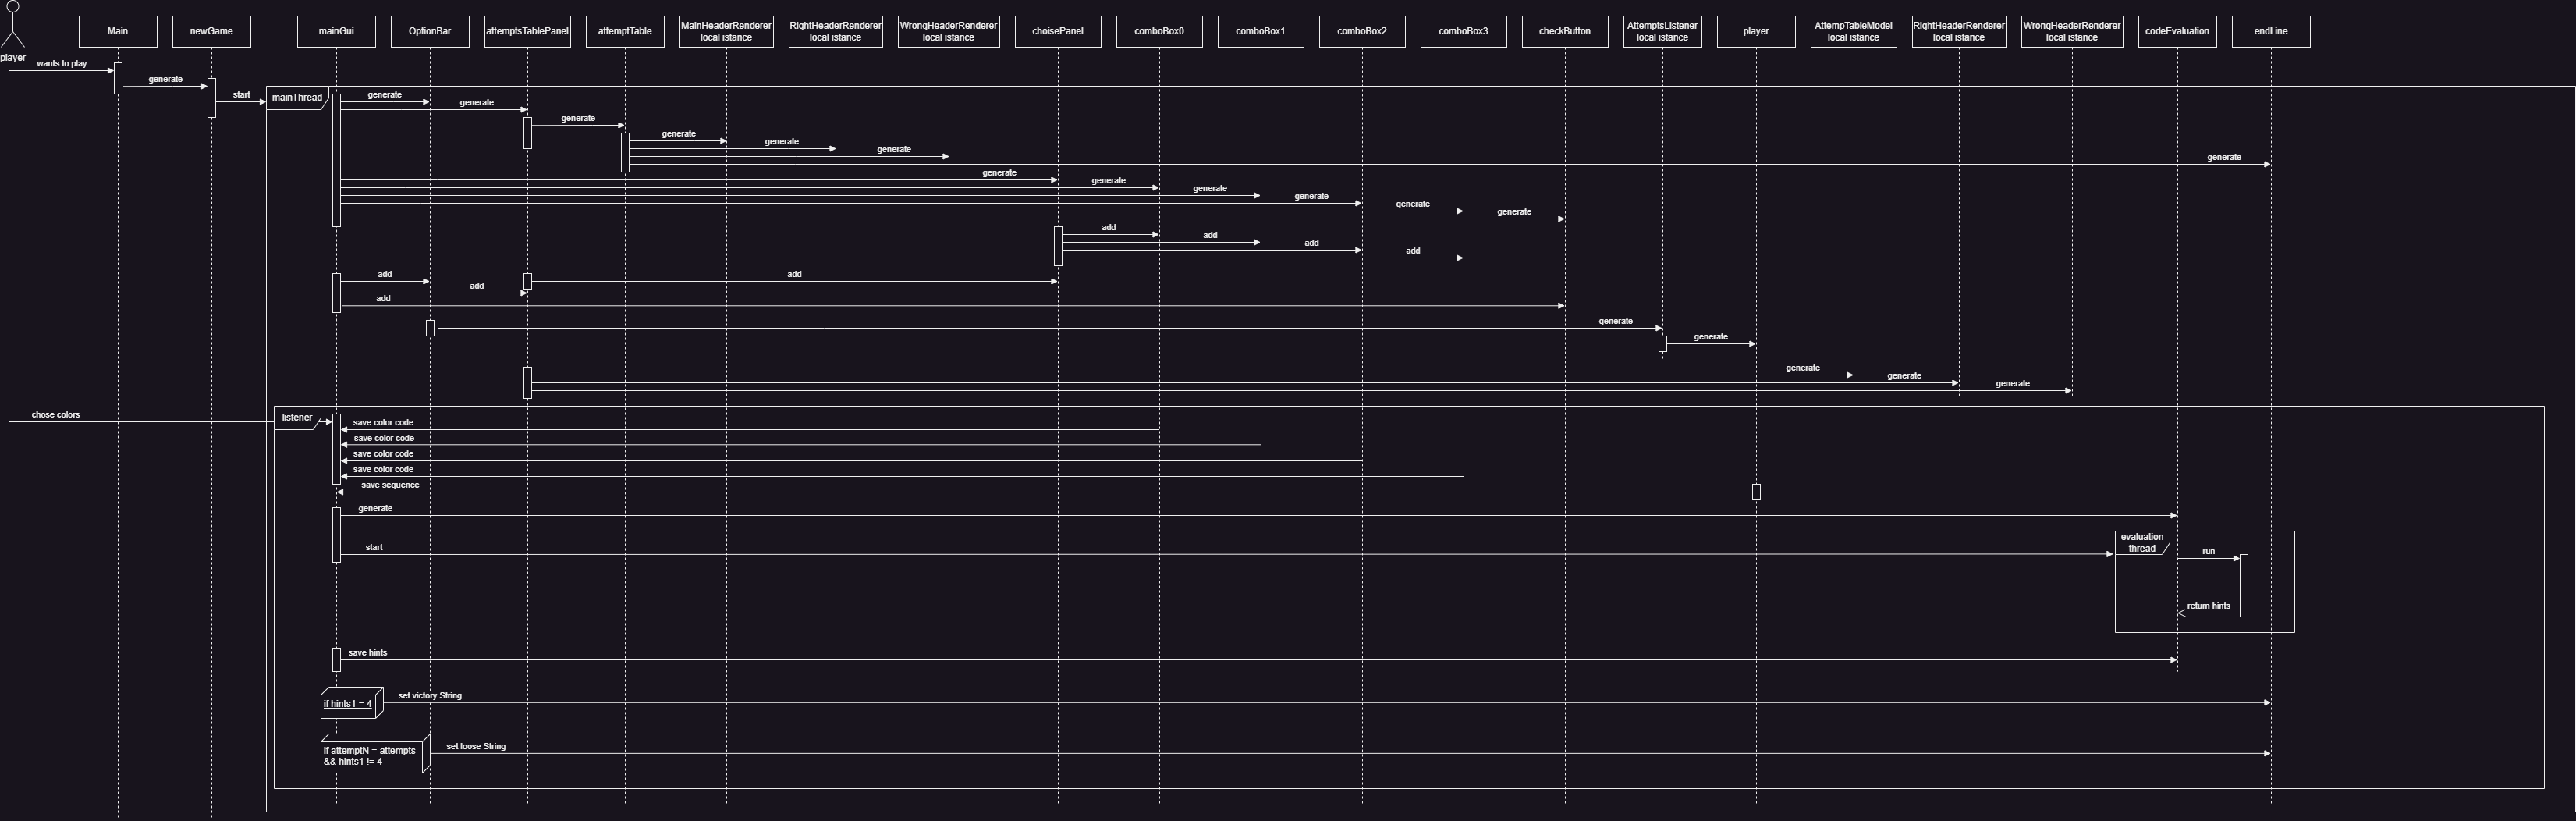 player
Main
newGame
mainGui
OptionBar
attemptsTablePanel
attemptTable
MainHeaderRenderer
local istance
RightHeaderRenderer
local istance
WrongHeaderRenderer
local istance
choisePanel
comboBox0
comboBox1
comboBox2
comboBox3
checkButton
AttemptsListener
local istance
player
AttempTableModel
local istance
RightHeaderRenderer
local istance
WrongHeaderRenderer
local istance
codeEvaluation
endLine
wants to play
generate
start
mainThread
generate
generate
generate
generate
generate
generate
generate
generate
generate
generate
generate
generate
generate
add
add
add
add
add
add
add
add
generate
generate
generate
generate
generate
chose colors
listener
save color code
save color code
save color code
save color code
save sequence
generate
start
evaluation
thread
run
return hints
save hints
if hints1 = 4
set victory String
if attemptN = attempts
&& hints1 != 4
set loose String